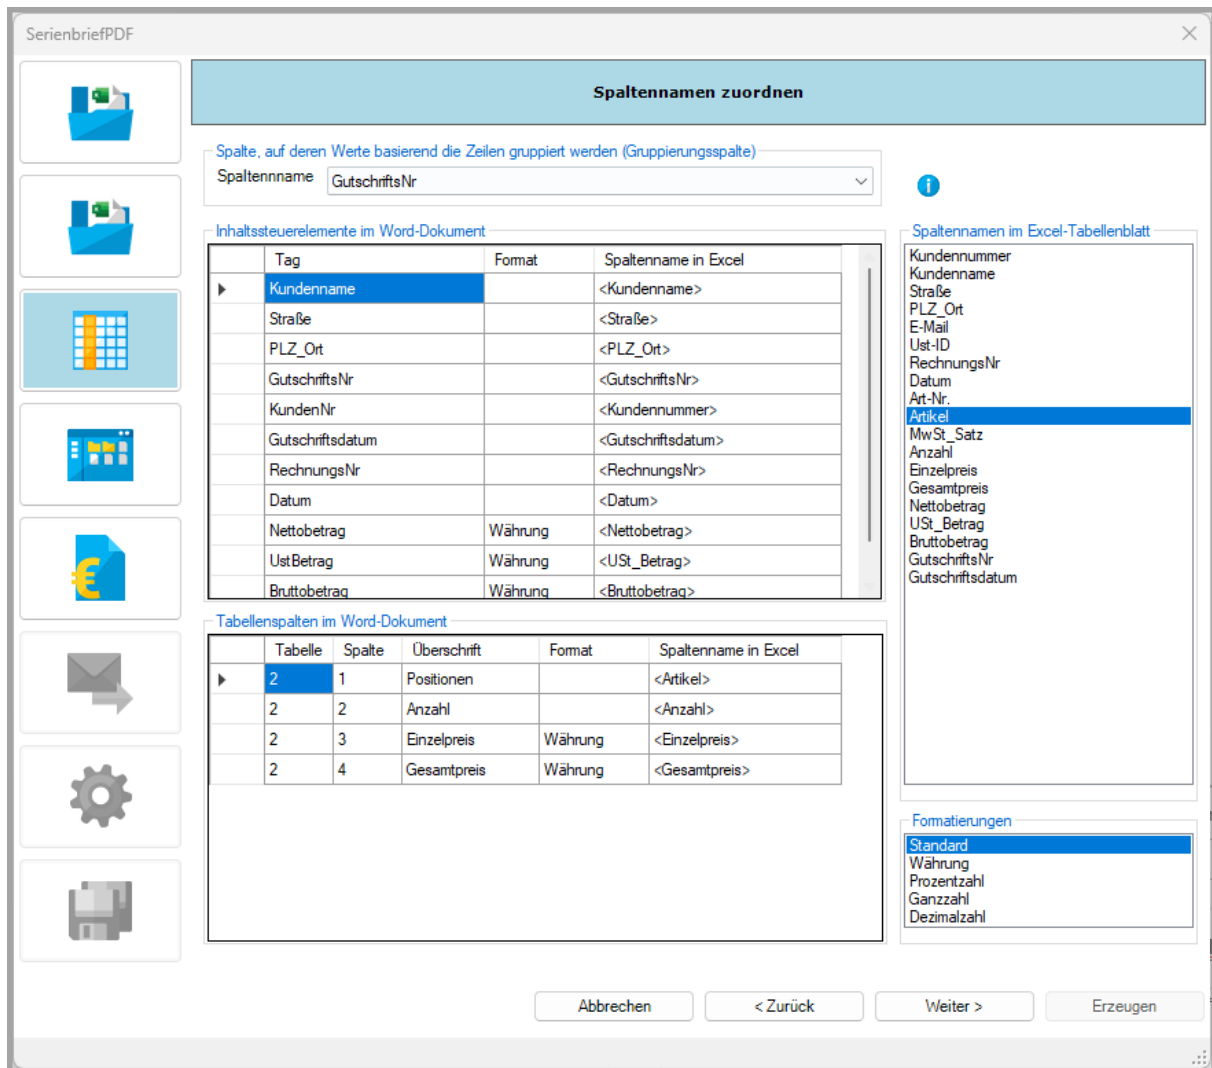 SerienbriefPDF
Spaltennamen zuordnen
Spalte, auf deren Werte basierend die Zeilen gruppiert werden (Gruppierungsspalte)
Spaltennname GutschriftsNr
Inhaltssteuerelemente im Word-Dokument
Tag Format Spaltenname in Excel
Kundenname <Kundenname>
Straße <Straße>
PLZ_Ort <PLZ_Ort>
GutschriftsNr <GutschriftsNr>
KundenNr <Kundennummer>
Gutschriftsdatum <Gutschriftsdatum>
RechnungsNr <RechnungsNr>
Datum <Datum>
Nettobetrag Währung <Nettobetrag>
UstBetrag Währung <USt_Betrag>
Bruttobetrag Währung <Bruttobetrag>
Tabellenspalten im Word-Dokument
Tabelle Spalte Überschrift Format Spaltenname in Excel
2 1 Positionen <Artikel>
2 2 Anzahl <Anzahl>
2 3 Einzelpreis Währung <Einzelpreis>
2 4 Gesamtpreis Währung <Gesamtpreis>
Spaltennamen im Excel-Tabellenblatt
Kundennummer
Kundenname
Straße
PLZ_Ort
E-Mail
Ust-ID
RechnungsNr
Datum
Art-Nr.
Artikel
MwSt_Satz
Anzahl
Einzelpreis
Gesamtpreis
Nettobetrag
USt_Betrag
Bruttobetrag
GutschriftsNr
Gutschriftsdatum
Formatierungen
Standard
Währung
Prozentzahl
Ganzzahl
Dezimalzahl
Abbrechen < Zurück Weiter > Erzeugen